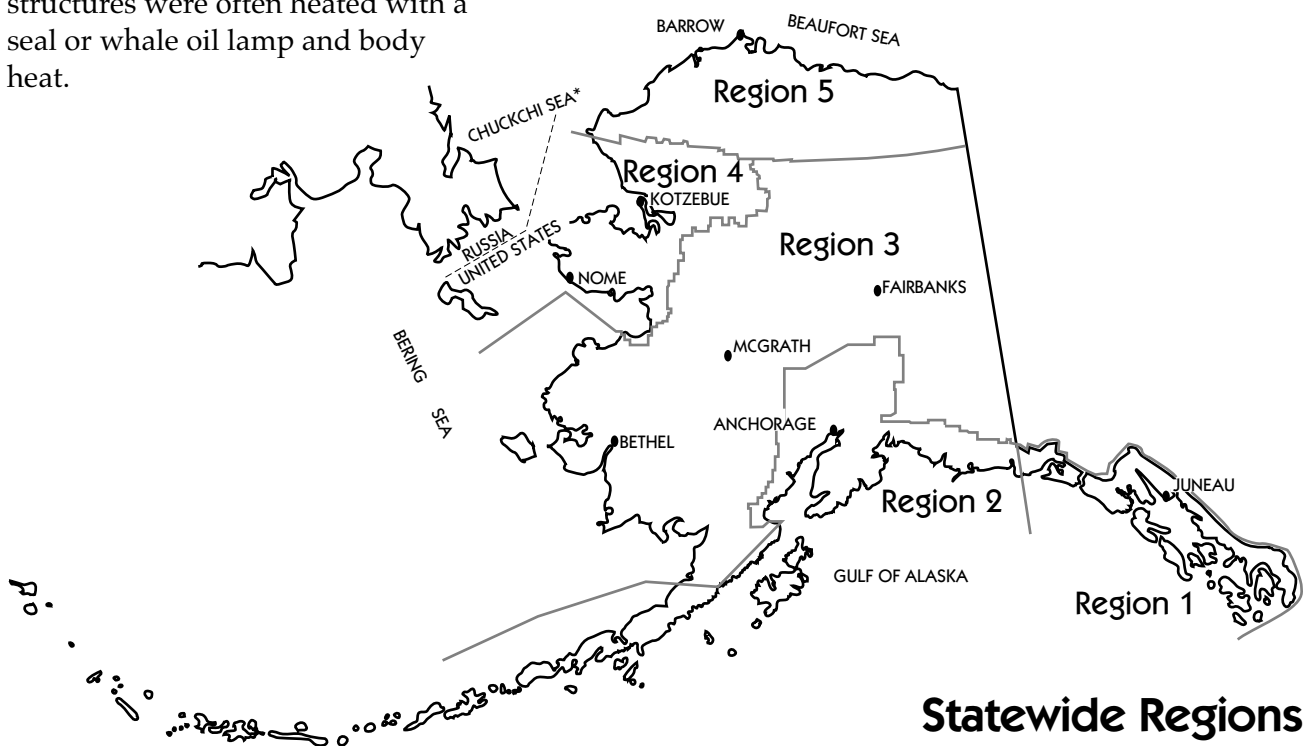 structures were often heated with a
seal or whale oil lamp and body
heat.
BARROW
BEAUFORT SEA
Region 5
CHUCKCHI SEA*
Region 4
KOTZEBUE
RUSSIA
UNITED STATES
Region 3
NOME
FAIRBANKS
BERING SEA
MCGRATH
ANCHORAGE
BETHEL
JUNEAU
Region 2
GULF OF ALASKA
Region 1
Statewide Regions